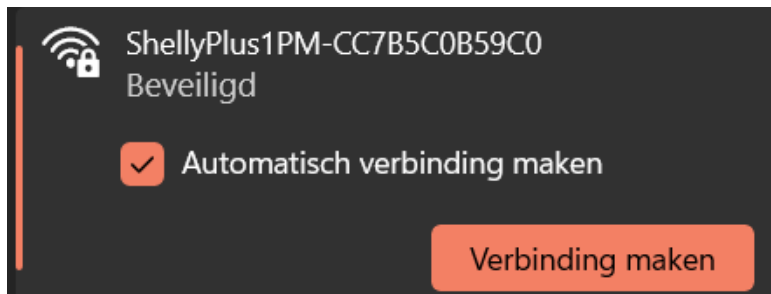 ShellyPlus1PM-CC7B5C0B59C0
Beveiligd
Automatisch verbinding maken
Verbinding maken